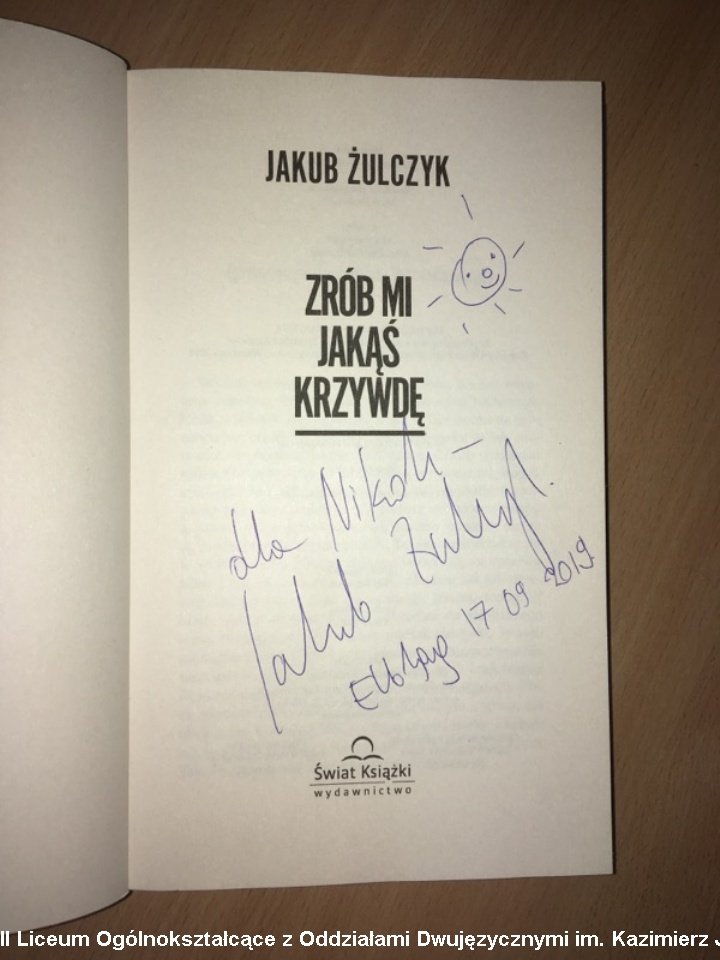 JAKUB ŻULCZYK
ZRÓB MI
JAKĄŚ
KRZYWDĘ
dla Nikoli –
Jakub Żulczyk.
Elbląg 17 09 2019
Świat Książki
wydawnictwo
II Liceum Ogólnokształcące z Oddziałami Dwujęzycznymi im. Kazimierz J